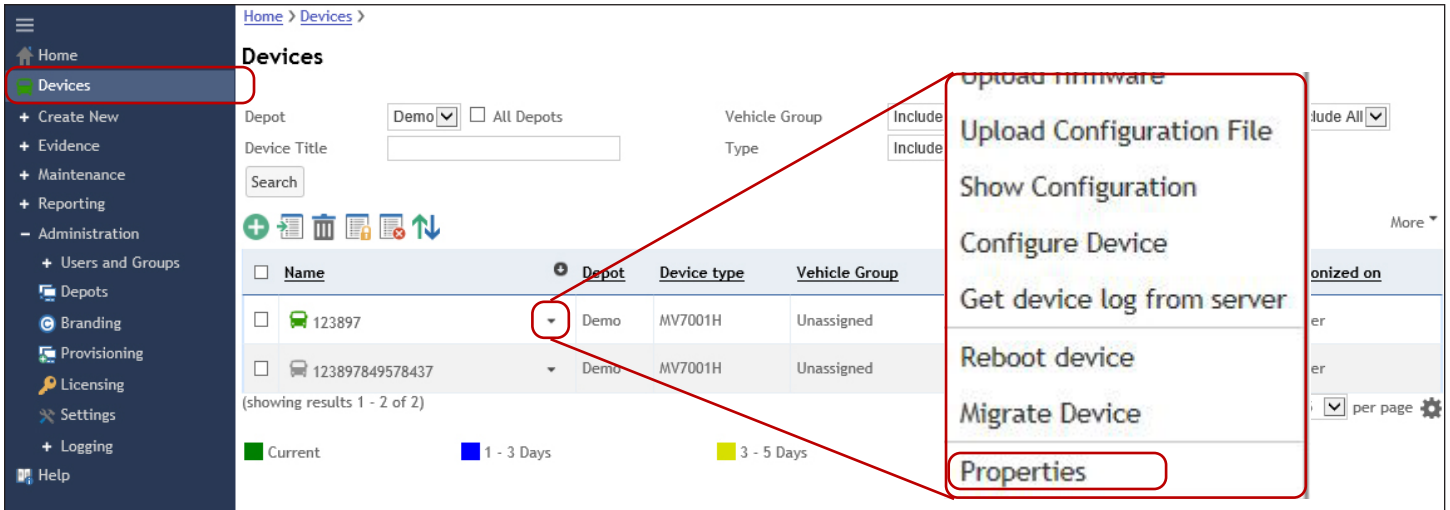 Home > Devices >
Home
Devices
+ Create New
+ Evidence
+ Maintenance
+ Reporting
− Administration
+ Users and Groups
Depots
Branding
Provisioning
Licensing
Settings
+ Logging
Help
Devices
Depot Demo All Depots Vehicle Group Include lude All
Device Title Type Include
Search
More
Name Depot Device type Vehicle Group onized on
123897 Demo MV7001H Unassigned er
123897849578437 Demo MV7001H Unassigned er
(showing results 1 - 2 of 2) per page
Current 1 - 3 Days 3 - 5 Days
Upload firmware
Upload Configuration File
Show Configuration
Configure Device
Get device log from server
Reboot device
Migrate Device
Properties